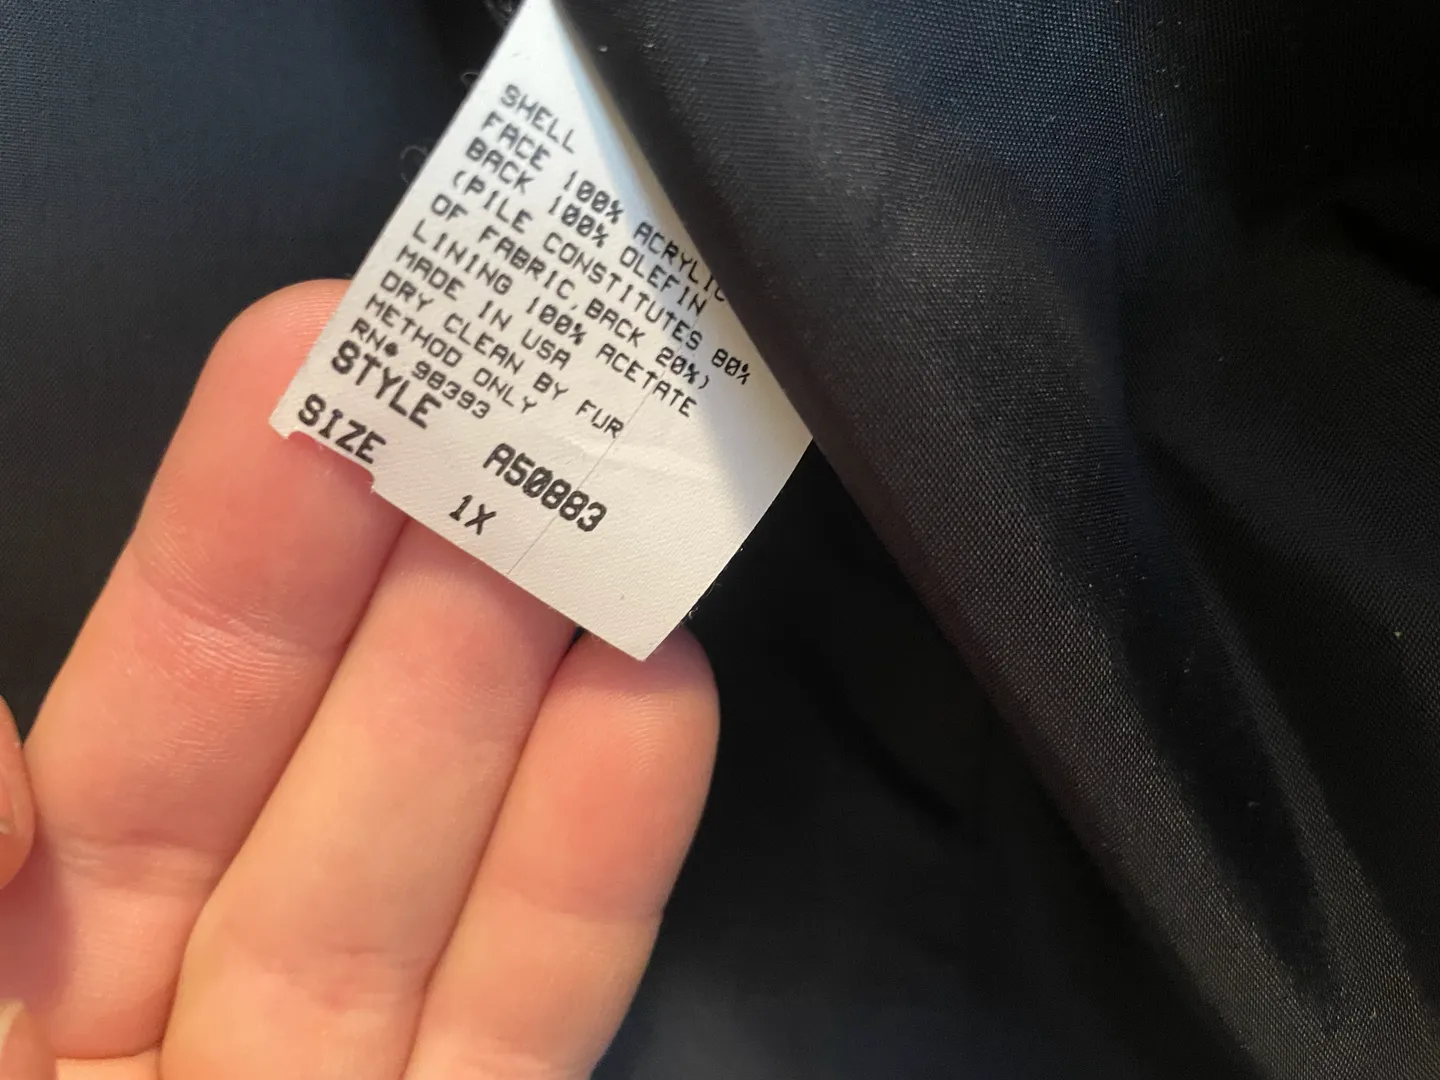 SHELL
FACE 100% ACRYLIC
BACK 100% OLEFIN
(PILE CONSTITUTES 80%
OF FABRIC,BACK 20%)
LINING 100% ACETATE
MADE IN USA
DRY CLEAN BY FUR
METHOD ONLY
RN# 98393
STYLE A50883
SIZE 1X